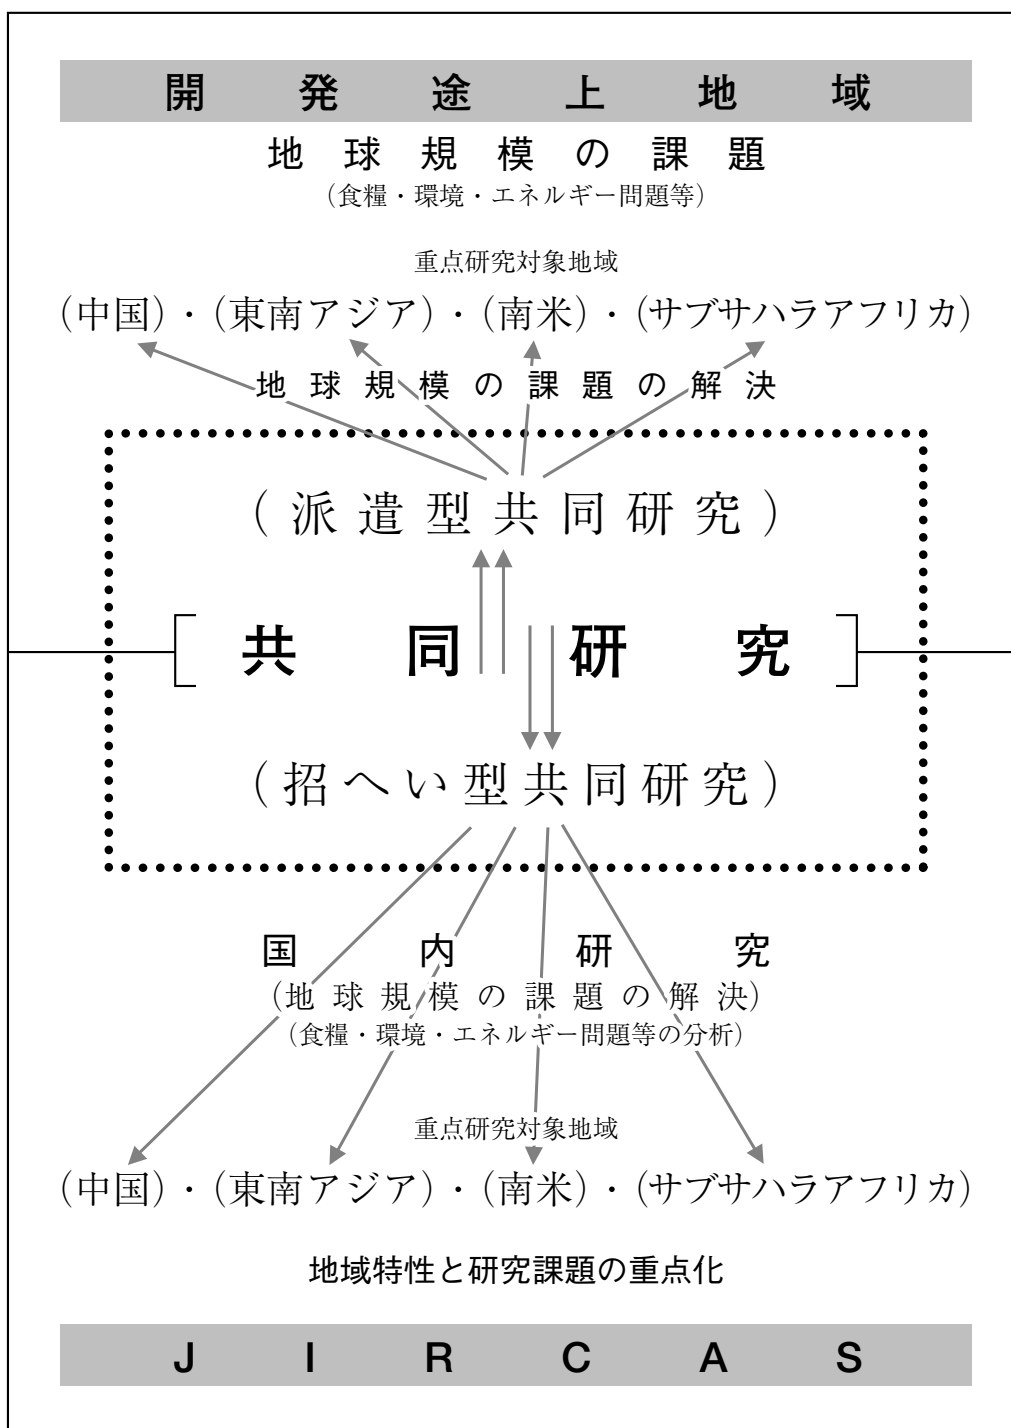 開発途上地域
地球規模の課題
(食糧・環境・エネルギー問題等)
重点研究対象地域
(中国)・(東南アジア)・(南米)・(サブサハラアフリカ)
地球規模の課題の解決
(派遣型共同研究)
共同研究
(招へい型共同研究)
国内研究
(地球規模の課題の解決)
(食糧・環境・エネルギー問題等の分析)
重点研究対象地域
(中国)・(東南アジア)・(南米)・(サブサハラアフリカ)
地域特性と研究課題の重点化
JIRCAS